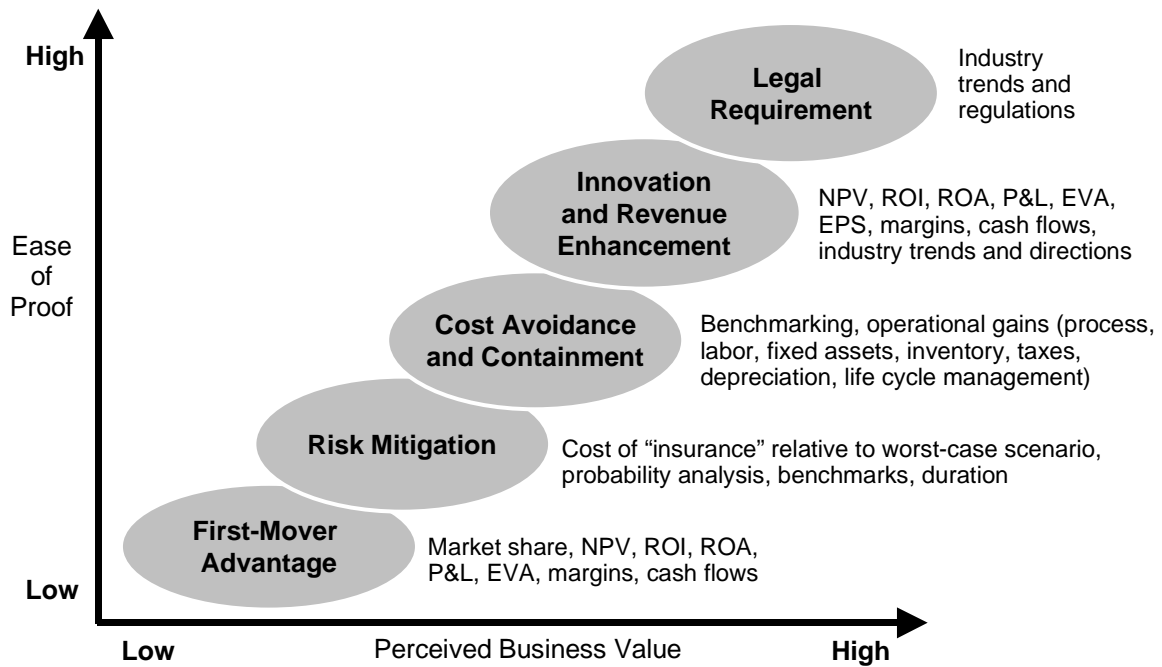 High
Legal
Requirement
Industry
trends and
regulations
Innovation
and Revenue
Enhancement
NPV, ROI, ROA, P&L, EVA,
EPS, margins, cash flows,
industry trends and directions
Ease
of
Proof
Cost Avoidance
and Containment
Benchmarking, operational gains (process,
labor, fixed assets, inventory, taxes,
depreciation, life cycle management)
Risk Mitigation
Cost of “insurance” relative to worst-case scenario,
probability analysis, benchmarks, duration
First-Mover
Advantage
Market share, NPV, ROI, ROA,
P&L, EVA, margins, cash flows
Low
Low
Perceived Business Value
High